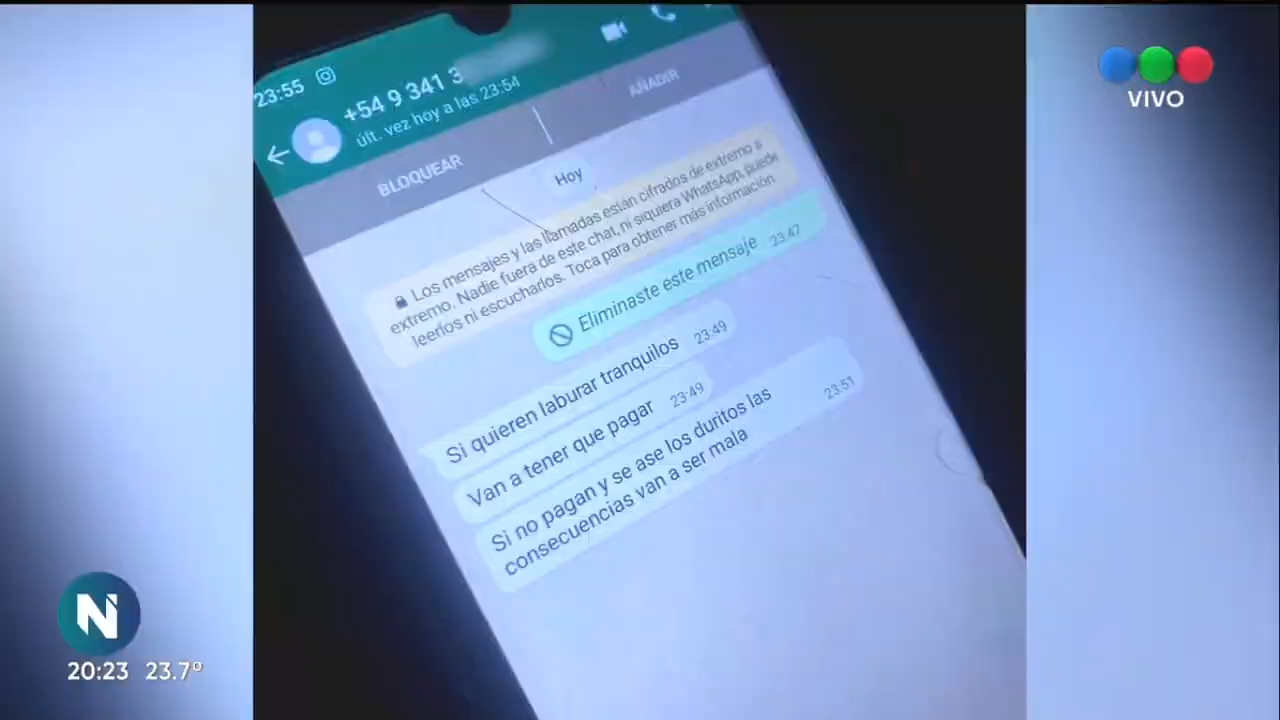 VIVO
23:55
+54 9 341 3
últ. vez hoy a las 23:54
BLOQUEAR
AÑADIR
Hoy
Los mensajes y las llamadas están cifrados de extremo a
extremo. Nadie fuera de este chat, ni siquiera WhatsApp, puede
leerlos ni escucharlos. Toca para obtener más información
Eliminaste este mensaje 23:47
Si quieren laburar tranquilos 23:49
Van a tener que pagar 23:49
Si no pagan y se ase los duritos las
consecuencias van a ser mala 23:51
N
20:23 23.7º